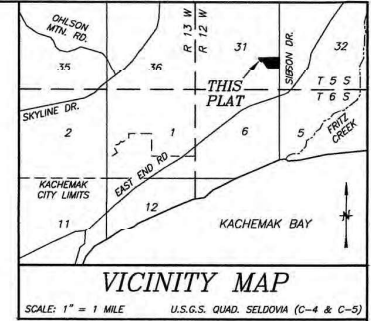 OHLSON
MTN. RD.
R 13 W
R 12 W
31
SIBSON DR.
32
35
36
THIS
PLAT
T 5 S
T 6 S
SKYLINE DR.
2
1
6
5
FRITZ
CREEK
EAST END RD
KACHEMAK
CITY LIMITS
12
11
KACHEMAK BAY
N
VICINITY MAP
SCALE: 1" = 1 MILE U.S.G.S. QUAD. SELDOVIA (C-4 & C-5)